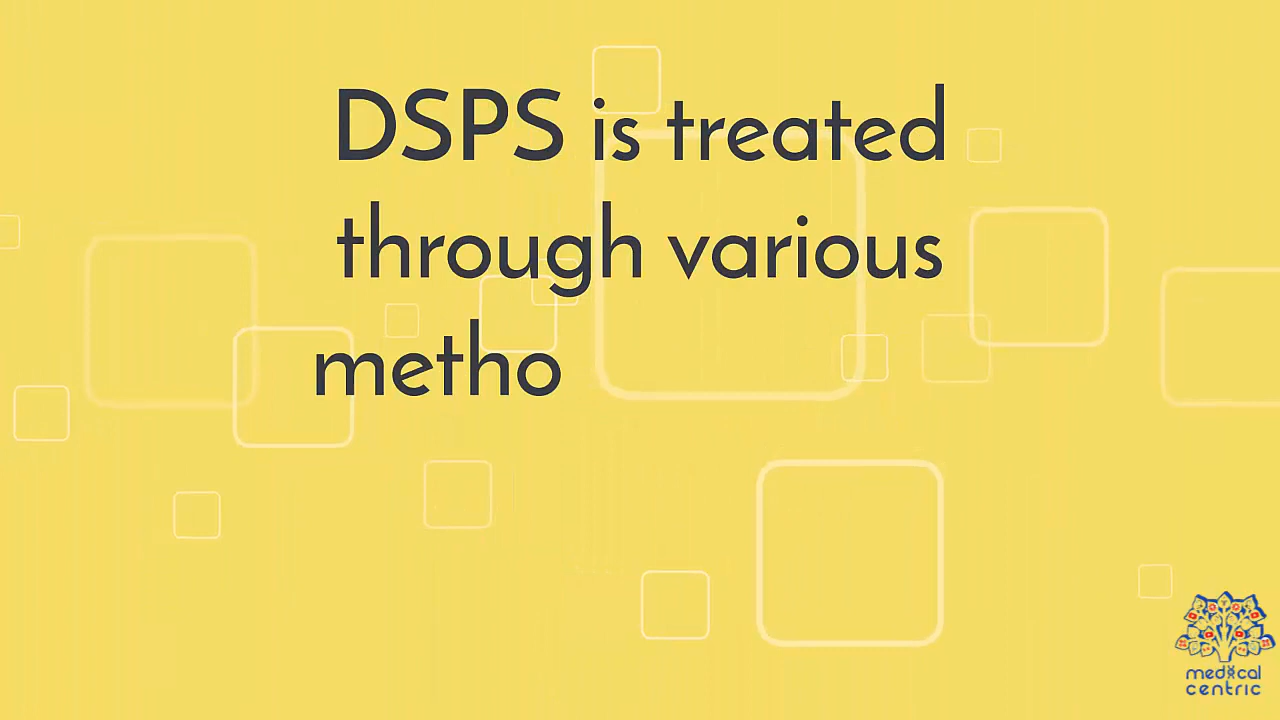 DSPS is treated
through various
metho
medical
centric